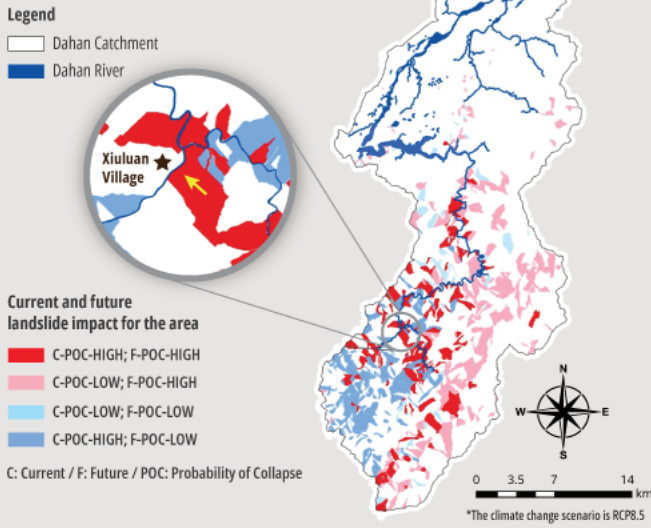 Legend
Dahan Catchment
Dahan River
Xiuluan
Village
Current and future
landslide impact for the area
C-POC-HIGH; F-POC-HIGH
C-POC-LOW; F-POC-HIGH
C-POC-LOW; F-POC-LOW
C-POC-HIGH; F-POC-LOW
C: Current / F: Future / POC: Probability of Collapse
N
W
E
S
0 3.5 7 14
km
*The climate change scenario is RCP8.5